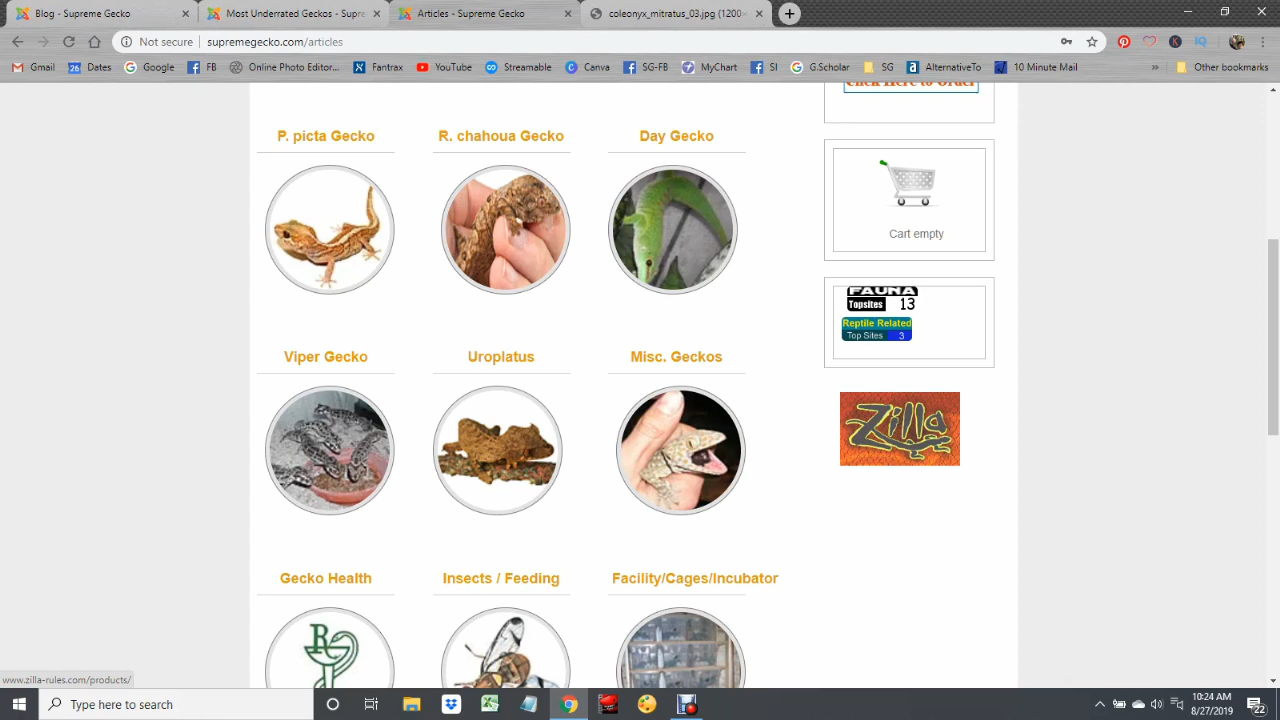 Blog - Supreme Gecko
Most Underrated Geckos - Supre
Articles - Supreme Gecko
coleonyx_mitratus_03.jpg (1200×
Not secure
supremegecko.com/articles
Gmail
26 Dates
Google
FB
Online Photo Editor...
Fantrax
YouTube
Streamable
Canva
SG-FB
MyChart
SI
G.Scholar
SG
AlternativeTo
10 Minute Mail
»
Other bookmarks
Click Here to Order
P. picta Gecko
R. chahoua Gecko
Day Gecko
Cart empty
FAUNA
Topsites 13
Reptile Related
Top Sites 3
Viper Gecko
Uroplatus
Misc. Geckos
Zilla
Gecko Health
Insects / Feeding
Facility/Cages/Incubator
www.zilla-rules.com/products/
Type here to search
10:24 AM
8/27/2019
22